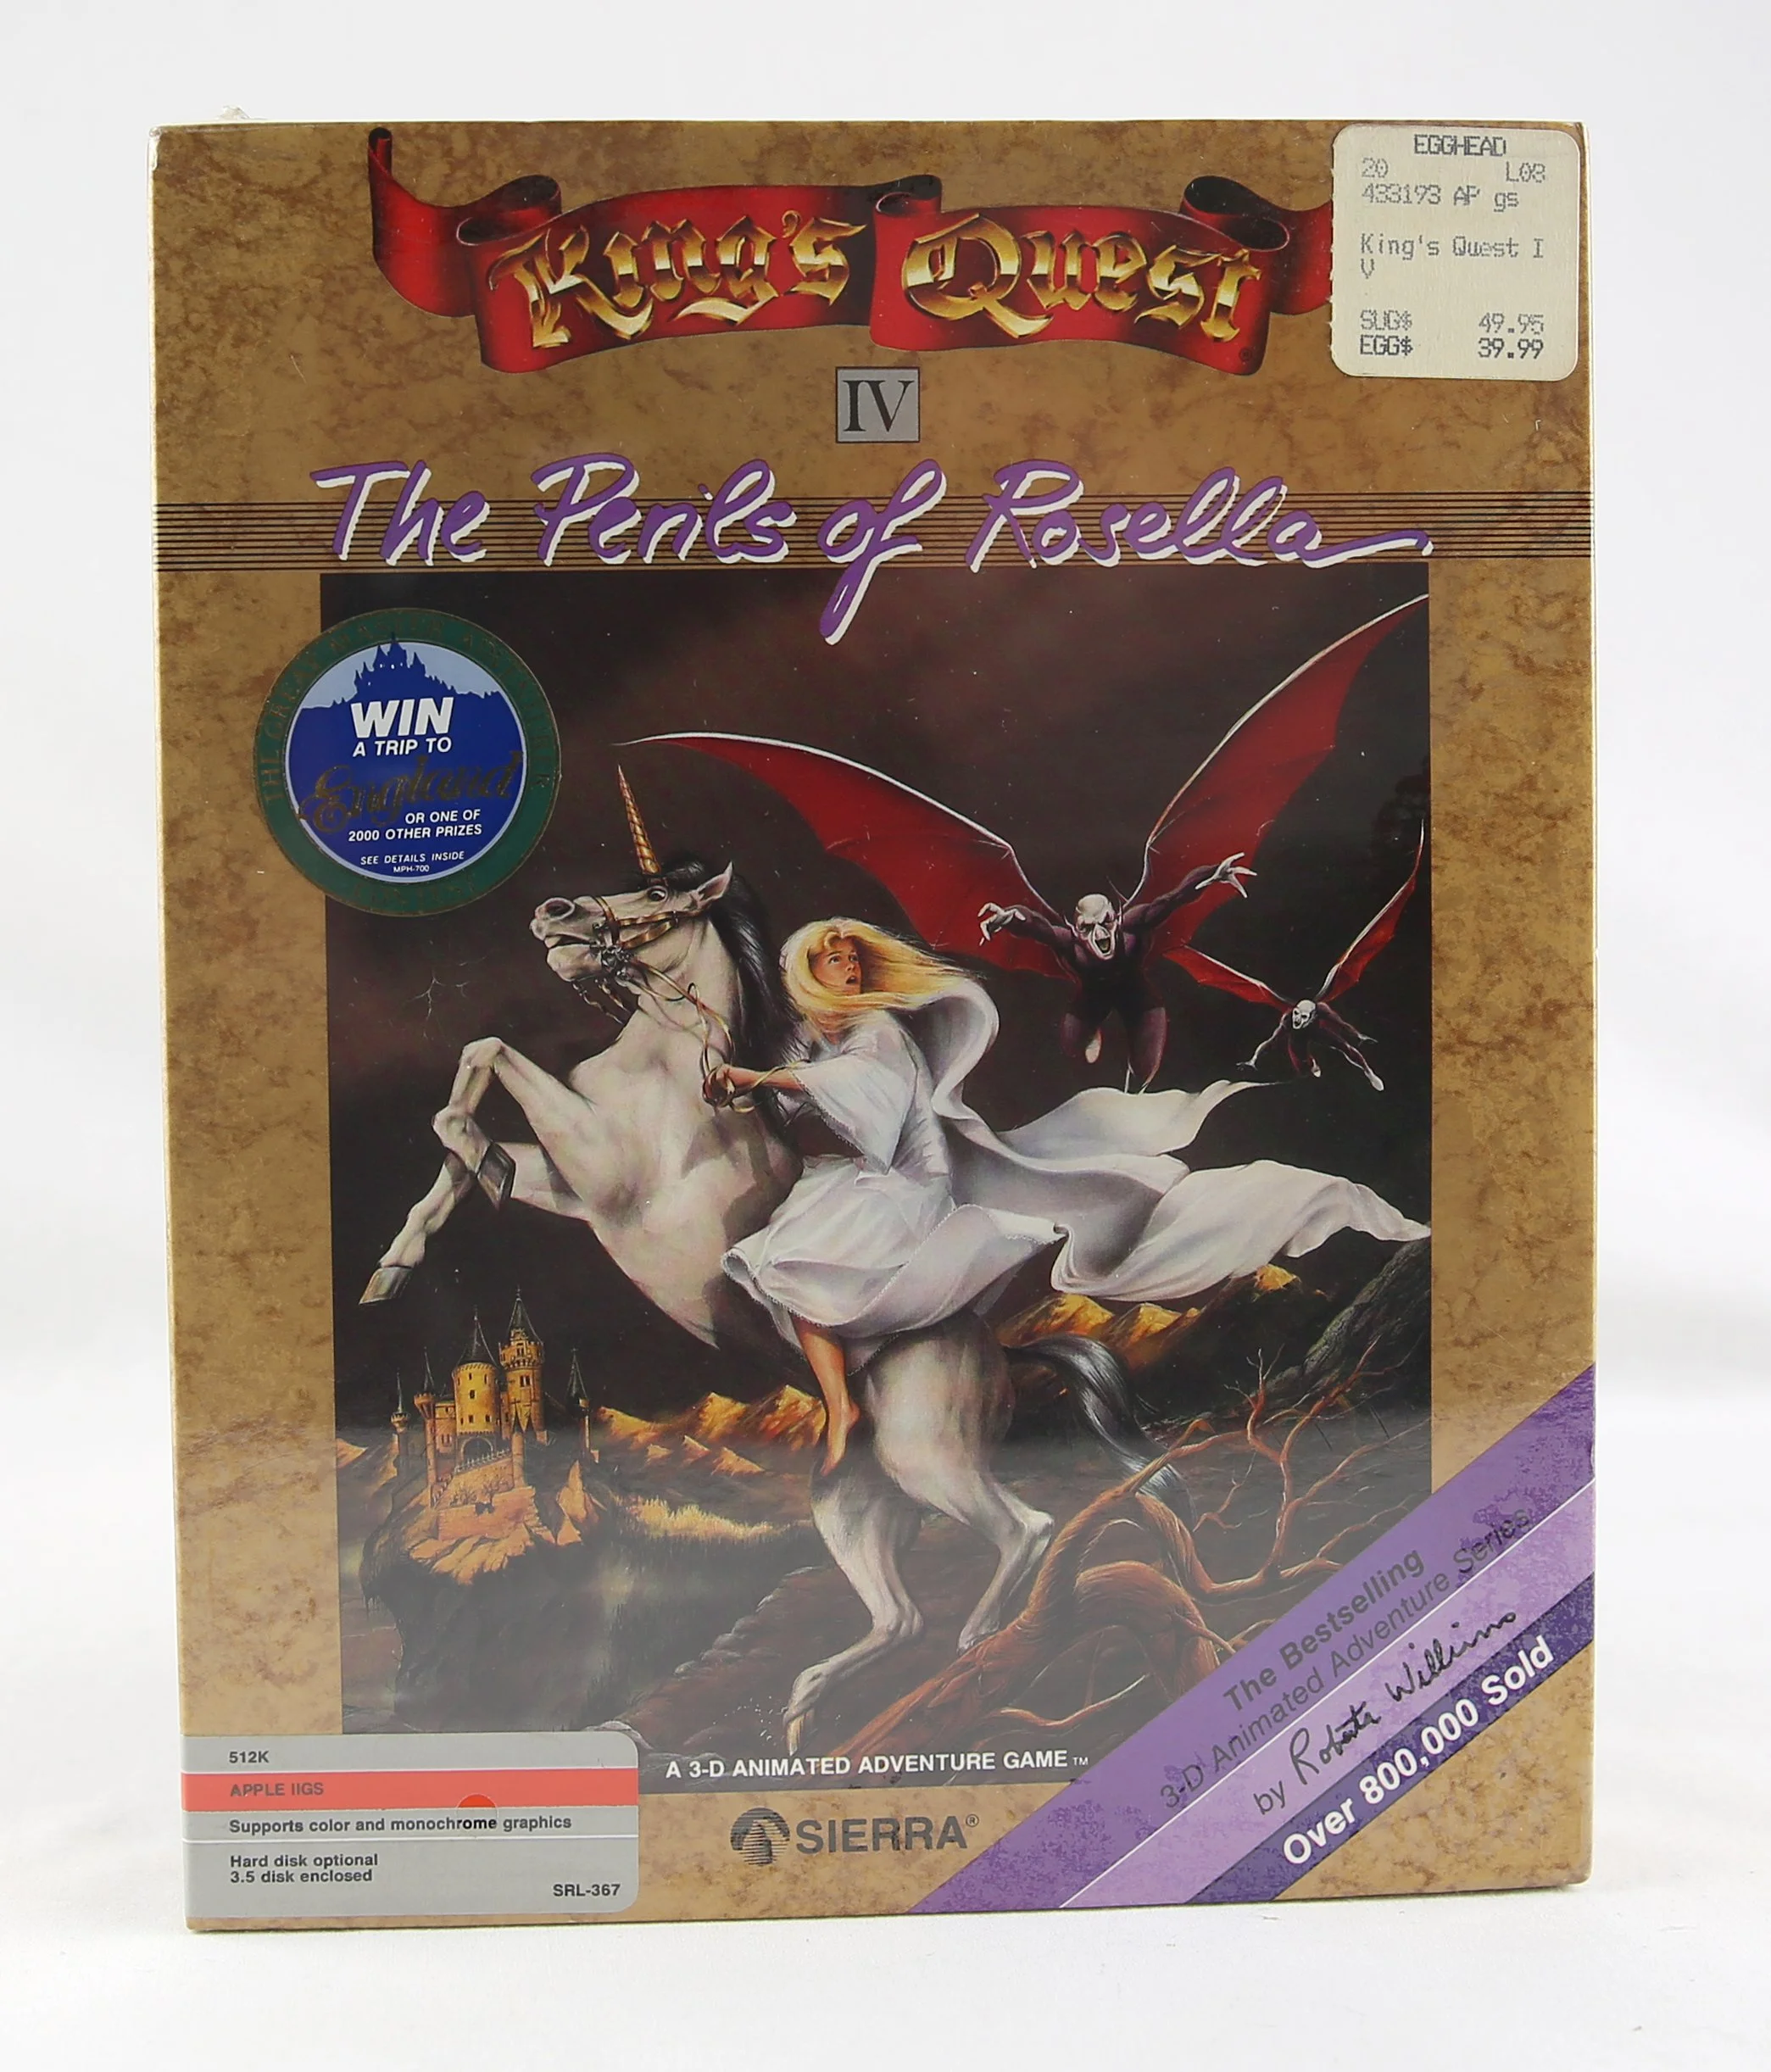 EGGHEAD
20 L08
433193 AP gs
King's Quest I
V
SUG$ 49.95
EGG$ 39.99
King's Quest
IV
The Perils of Rosella
WIN
A TRIP TO
England
OR ONE OF
2000 OTHER PRIZES
SEE DETAILS INSIDE
MPH-700
The Bestselling
3-D Animated Adventure Series
by Roberta Williams
Over 800,000 Sold
512K
APPLE IIGS
Supports color and monochrome graphics
Hard disk optional
3.5 disk enclosed
SRL-367
A 3-D ANIMATED ADVENTURE GAME™
SIERRA®